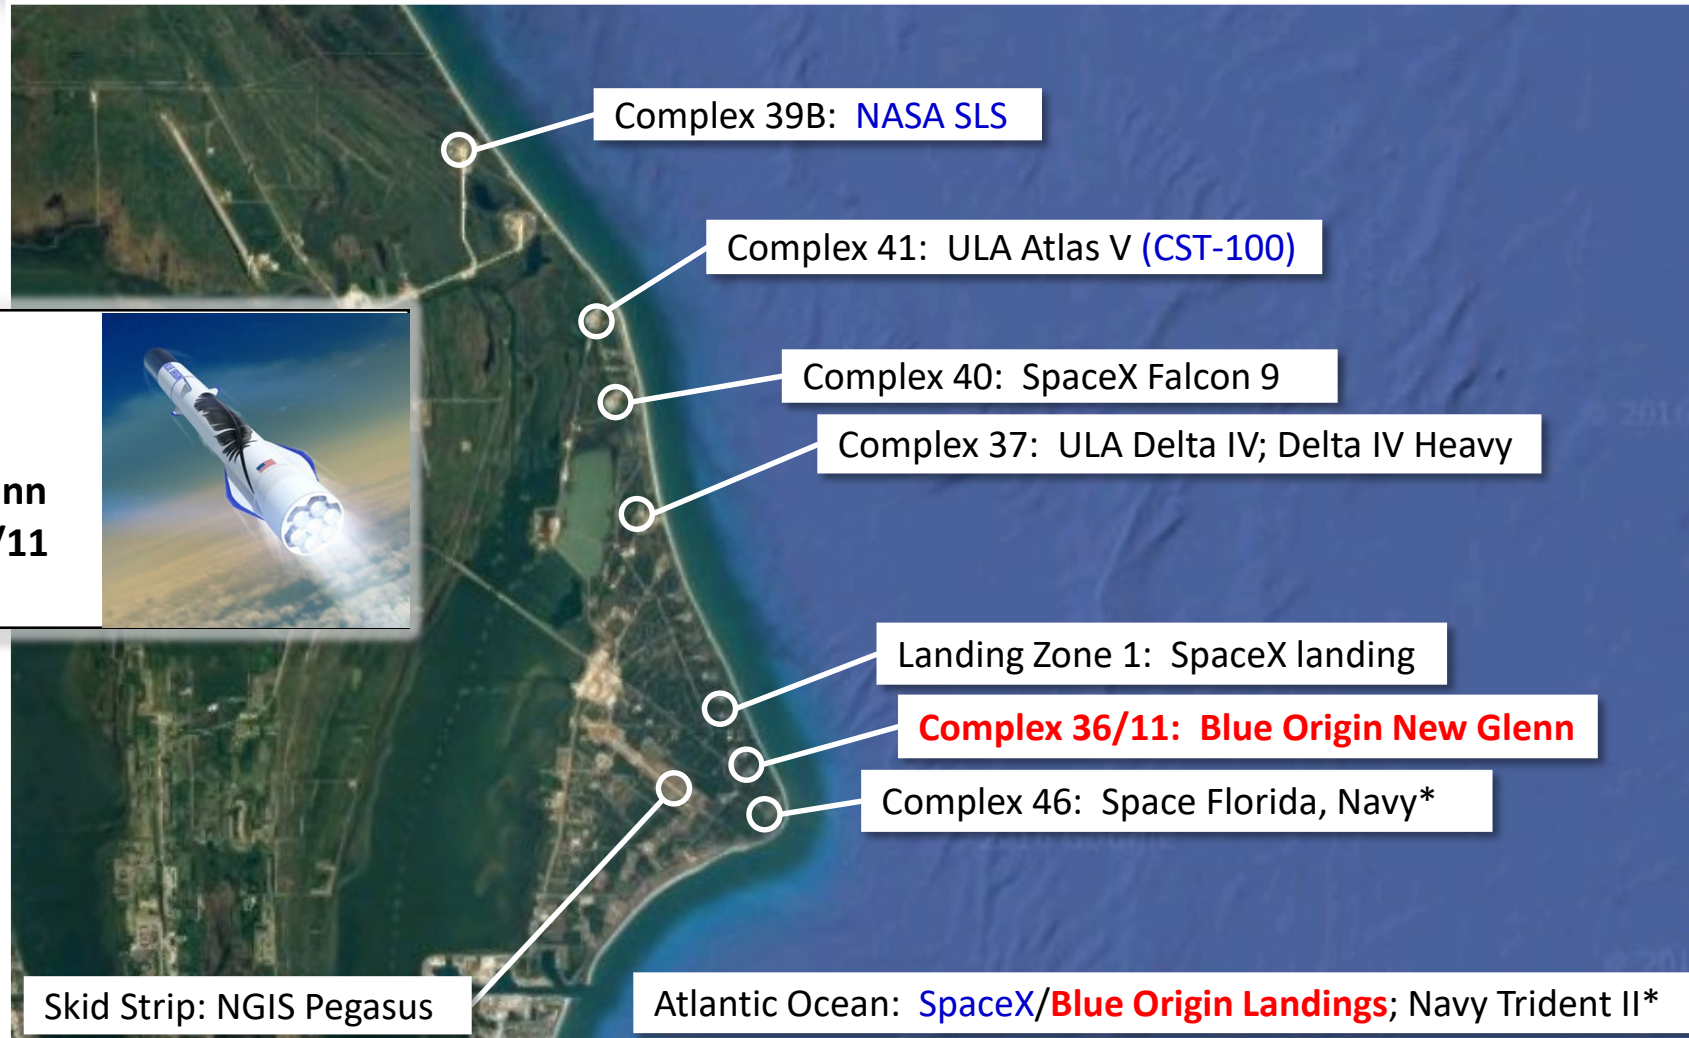 Complex 39B: NASA SLS
Complex 41: ULA Atlas V (CST-100)
Complex 40: SpaceX Falcon 9
Complex 37: ULA Delta IV; Delta IV Heavy
nn
/11
Landing Zone 1: SpaceX landing
Complex 36/11: Blue Origin New Glenn
Complex 46: Space Florida, Navy*
Skid Strip: NGIS Pegasus
Atlantic Ocean: SpaceX/Blue Origin Landings; Navy Trident II*